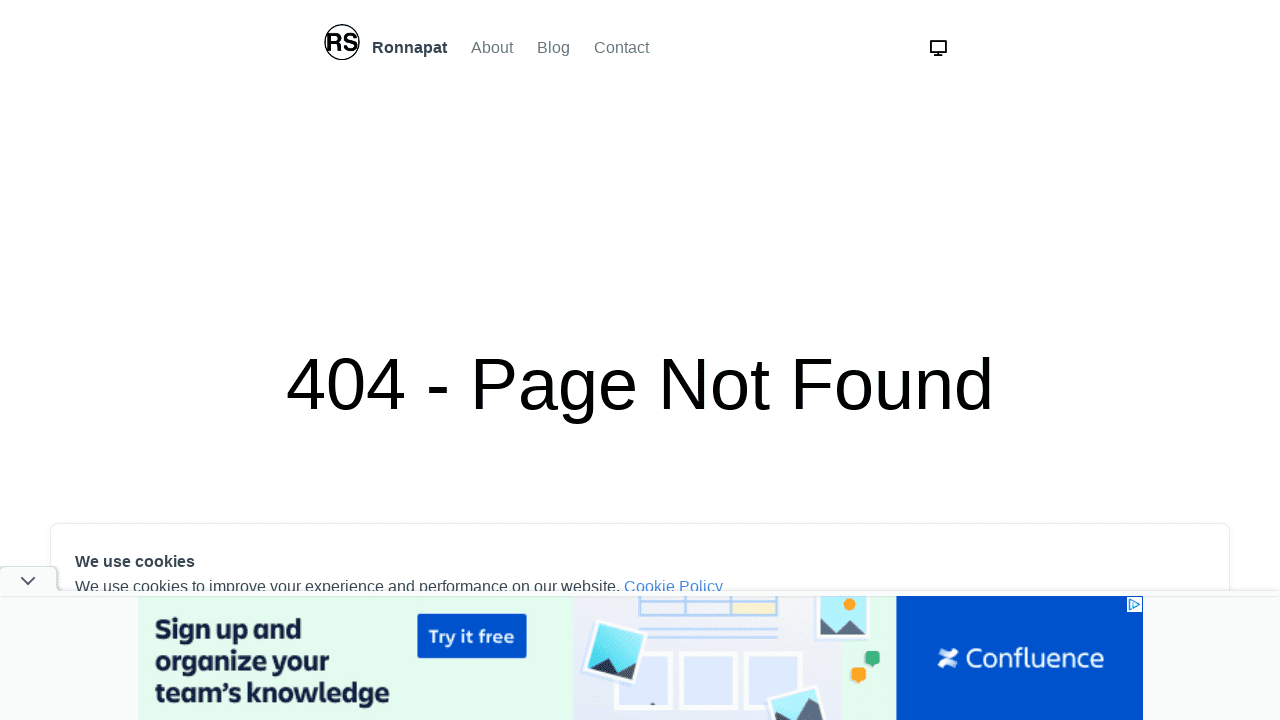 RS Ronnapat About Blog Contact
404 - Page Not Found
We use cookies
We use cookies to improve your experience and performance on our website. Cookie Policy
Sign up and
organize your
team's knowledge
Try it free
Confluence